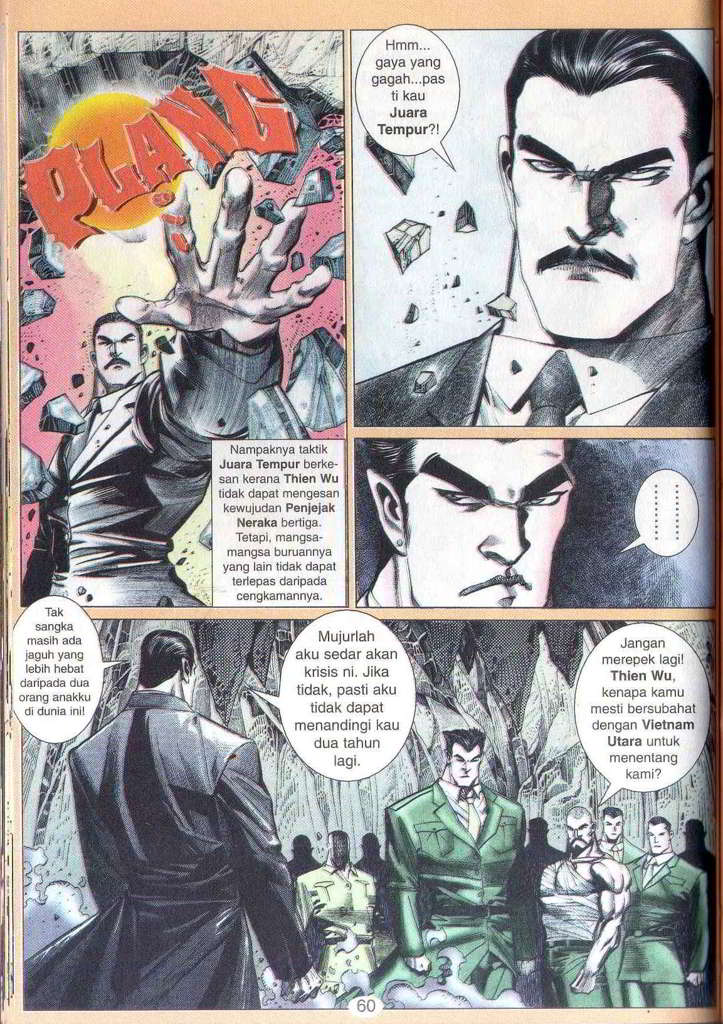 PLANG
Nampaknya taktik
Juara Tempur berke-
san kerana Thien Wu
tidak dapat mengesan
kewujudan Penjejak
Neraka bertiga.
Tetapi, mangsa-
mangsa buruannya
yang lain tidak dapat
terlepas daripada
cengkamannya.
Hmm...
gaya yang
gagah...pas
ti kau
Juara
Tempur?!
Tak
sangka
masih ada
jaguh yang
lebih hebat
daripada dua
orang anakku
di dunia ini!
Mujurlah
aku sedar akan
krisis ni. Jika
tidak, pasti aku
tidak dapat
menandingi kau
dua tahun
lagi.
Jangan
merepek lagi!
Thien Wu,
kenapa kamu
mesti bersubahat
dengan Vietnam
Utara untuk
menentang
kami?
60